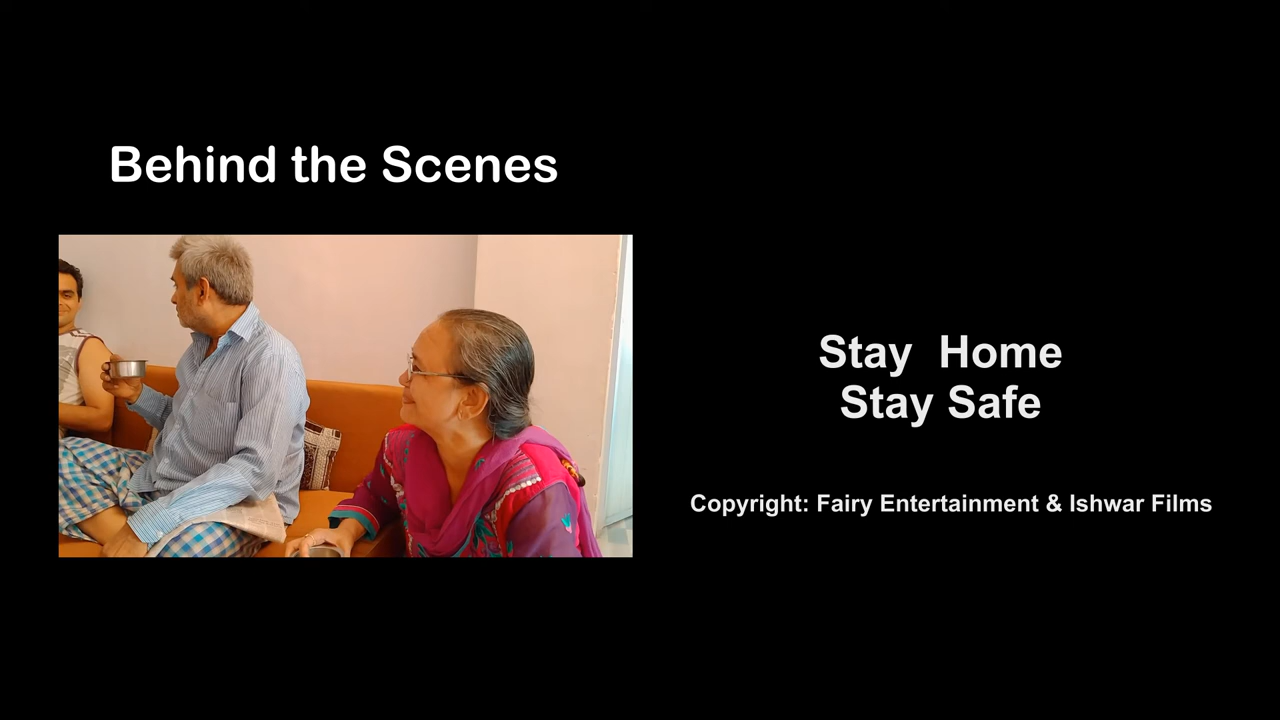 Behind the Scenes
Stay Home
Stay Safe
Copyright: Fairy Entertainment & Ishwar Films